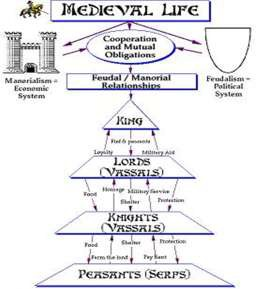 MEDIEVAL LIFE
Cooperation
and Mutual
Obligations
Manorialism =
Economic
System
Feudalism =
Political
System
Feudal / Manorial
Relationships
KING
Fief & peasants
Loyalty
Military Aid
LORDS
(VASSALS)
Food
Homage
Military Service
Shelter
Protection
KNIGHTS
(VASSALS)
Food
Shelter
Protection
Farm the land
Pay Rent
PEASANTS (SERFS)